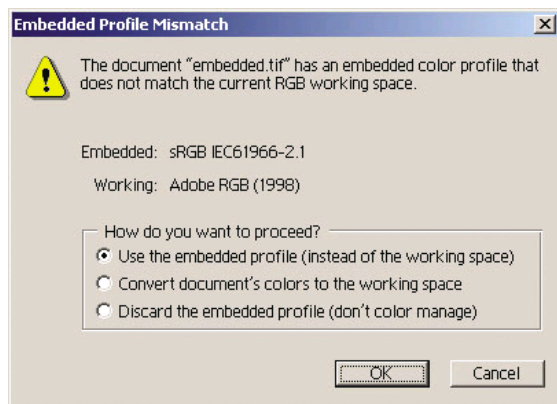 Embedded Profile Mismatch
The document "embedded.tif" has an embedded color profile that
does not match the current RGB working space.
Embedded: sRGB IEC61966-2.1
Working: Adobe RGB (1998)
How do you want to proceed?
Use the embedded profile (instead of the working space)
Convert document's colors to the working space
Discard the embedded profile (don't color manage)
OK
Cancel